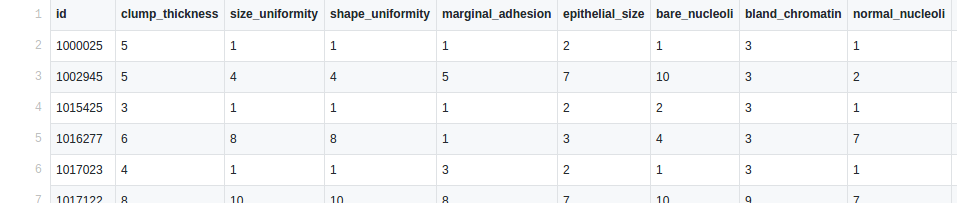 1 id clump_thickness size_uniformity shape_uniformity marginal_adhesion epithelial_size bare_nucleoli bland_chromatin normal_nucleoli
2 1000025 5 1 1 1 2 1 3 1
3 1002945 5 4 4 5 7 10 3 2
4 1015425 3 1 1 1 2 2 3 1
5 1016277 6 8 8 1 3 4 3 7
6 1017023 4 1 1 3 2 1 3 1
7 1017122 8 10 10 8 7 10 9 7